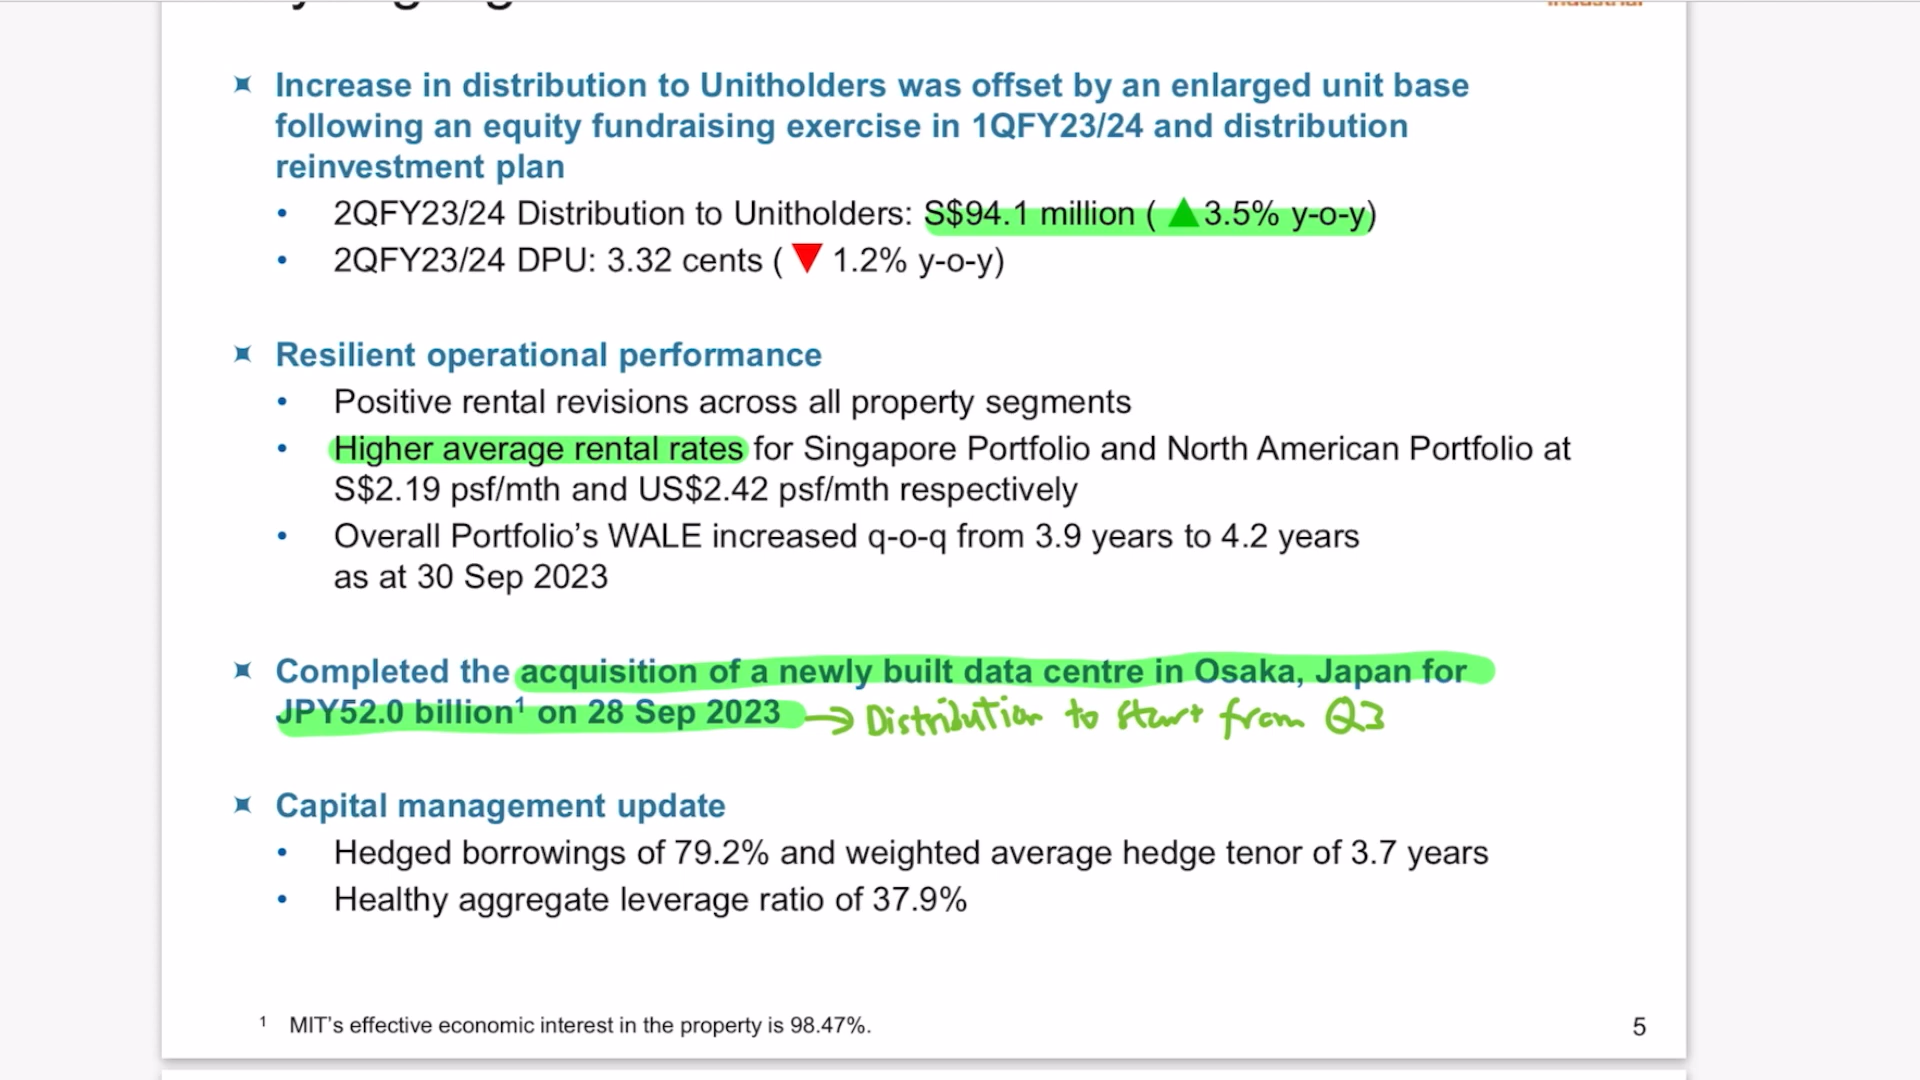 Increase in distribution to Unitholders was offset by an enlarged unit base
following an equity fundraising exercise in 1QFY23/24 and distribution
reinvestment plan
• 2QFY23/24 Distribution to Unitholders: S$94.1 million ( ▲3.5% y-o-y)
• 2QFY23/24 DPU: 3.32 cents ( ▼ 1.2% y-o-y)
Resilient operational performance
• Positive rental revisions across all property segments
• Higher average rental rates for Singapore Portfolio and North American Portfolio at
S$2.19 psf/mth and US$2.42 psf/mth respectively
• Overall Portfolio’s WALE increased q-o-q from 3.9 years to 4.2 years
as at 30 Sep 2023
Completed the acquisition of a newly built data centre in Osaka, Japan for
JPY52.0 billion¹ on 28 Sep 2023 → Distribution to start from Q3
Capital management update
• Hedged borrowings of 79.2% and weighted average hedge tenor of 3.7 years
• Healthy aggregate leverage ratio of 37.9%
1 MIT’s effective economic interest in the property is 98.47%.
5